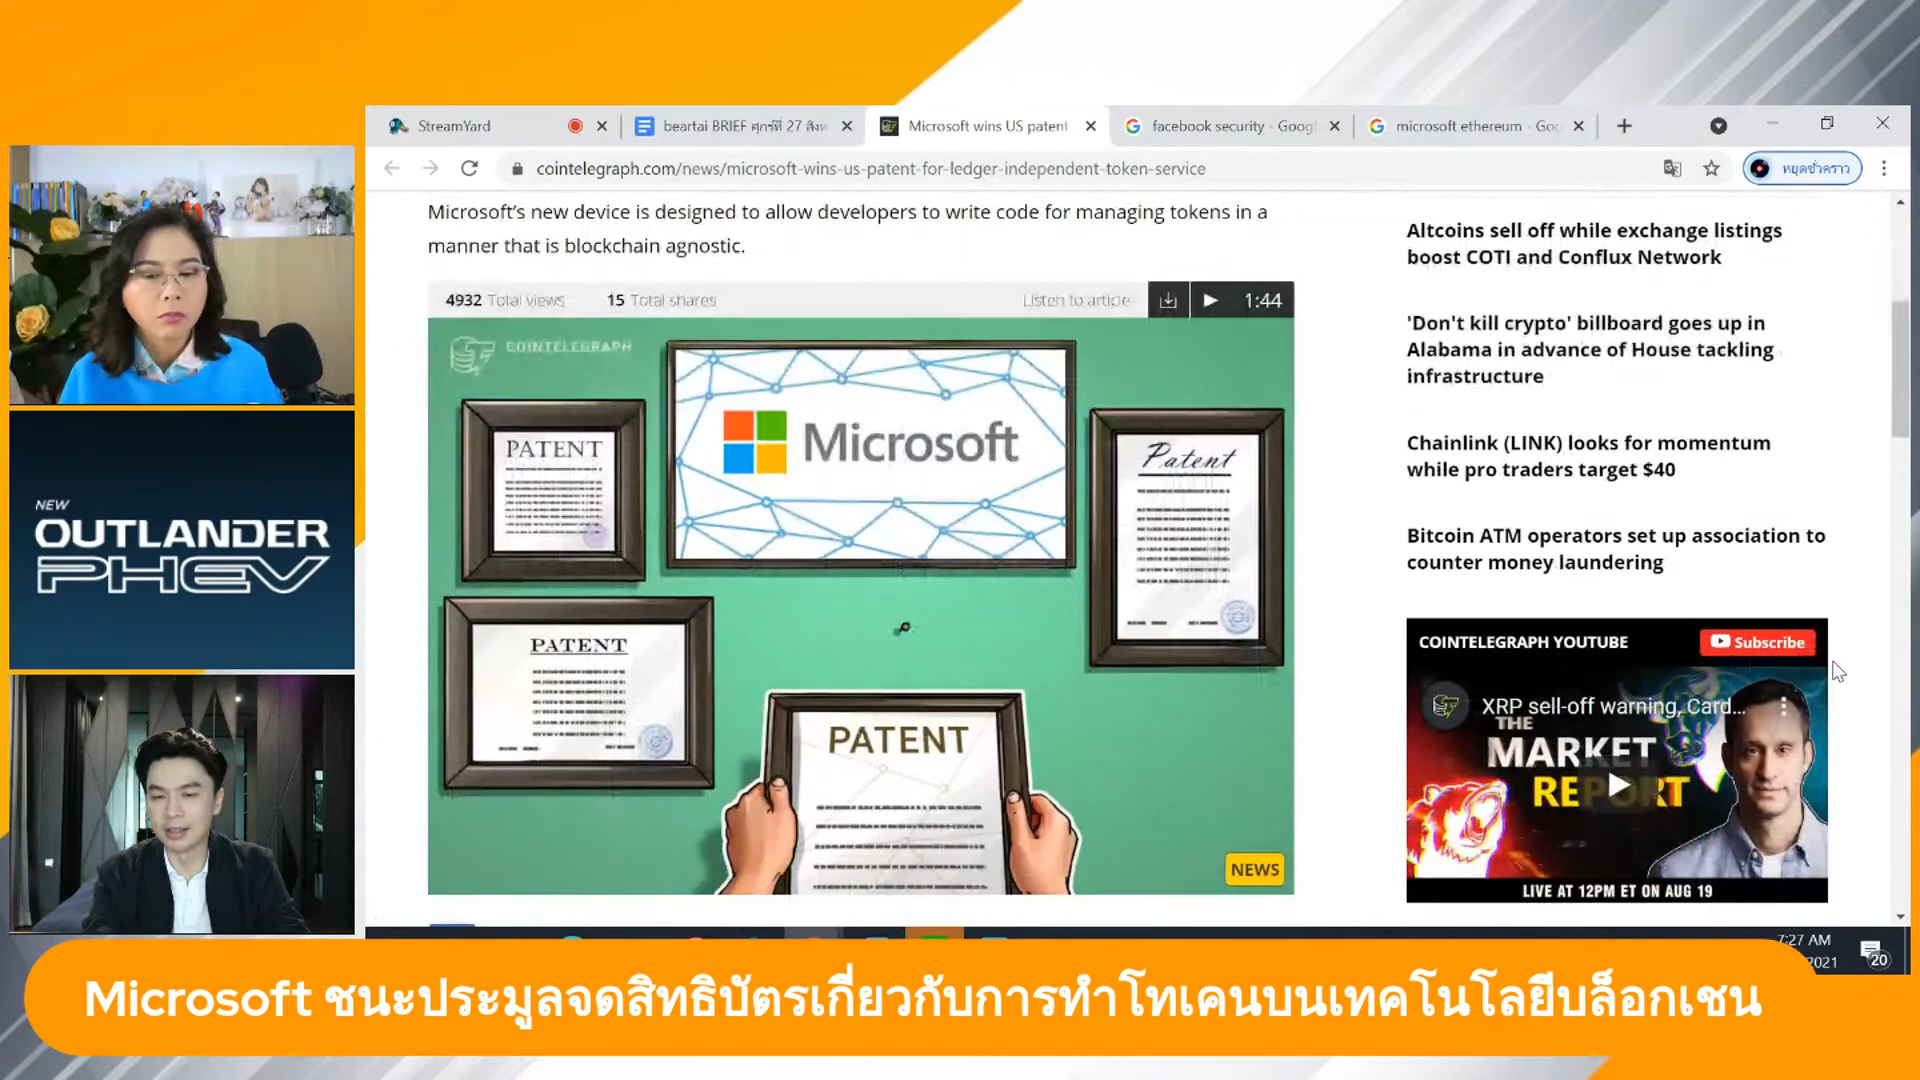 StreamYard
beartai BRIEF ศุกร์ที่ 27 สิงห
Microsoft wins US patent
facebook security - Googl
microsoft ethereum - Goo
cointelegraph.com/news/microsoft-wins-us-patent-for-ledger-independent-token-service
หยุดชั่วคราว
Microsoft's new device is designed to allow developers to write code for managing tokens in a
manner that is blockchain agnostic.
4932 Total views
15 Total shares
Listen to article
1:44
COINTELEGRAPH
PATENT
Microsoft
Patent
PATENT
PATENT
NEWS
Altcoins sell off while exchange listings
boost COTI and Conflux Network
'Don't kill crypto' billboard goes up in
Alabama in advance of House tackling
infrastructure
Chainlink (LINK) looks for momentum
while pro traders target $40
Bitcoin ATM operators set up association to
counter money laundering
COINTELEGRAPH YOUTUBE
Subscribe
XRP sell-off warning, Card...
THE
MARKET
REPORT
LIVE AT 12PM ET ON AUG 19
NEW
OUTLANDER
PHEV
7:27 AM
2021
20
Microsoft ชนะประมูลจดสิทธิบัตรเกี่ยวกับการทำโทเคนบนเทคโนโลยีบล็อกเชน